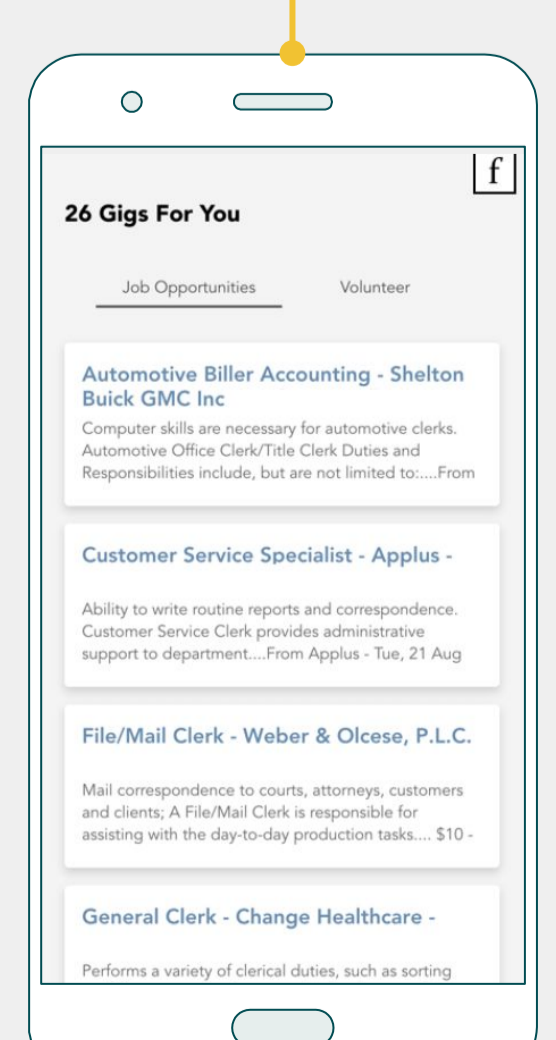 f
26 Gigs For You
Job Opportunities Volunteer
Automotive Biller Accounting - Shelton
Buick GMC Inc
Computer skills are necessary for automotive clerks.
Automotive Office Clerk/Title Clerk Duties and
Responsibilities include, but are not limited to:....From
Customer Service Specialist - Applus -
Ability to write routine reports and correspondence.
Customer Service Clerk provides administrative
support to department....From Applus - Tue, 21 Aug
File/Mail Clerk - Weber & Olcese, P.L.C.
Mail correspondence to courts, attorneys, customers
and clients; A File/Mail Clerk is responsible for
assisting with the day-to-day production tasks.... $10 -
General Clerk - Change Healthcare -
Performs a variety of clerical duties, such as sorting